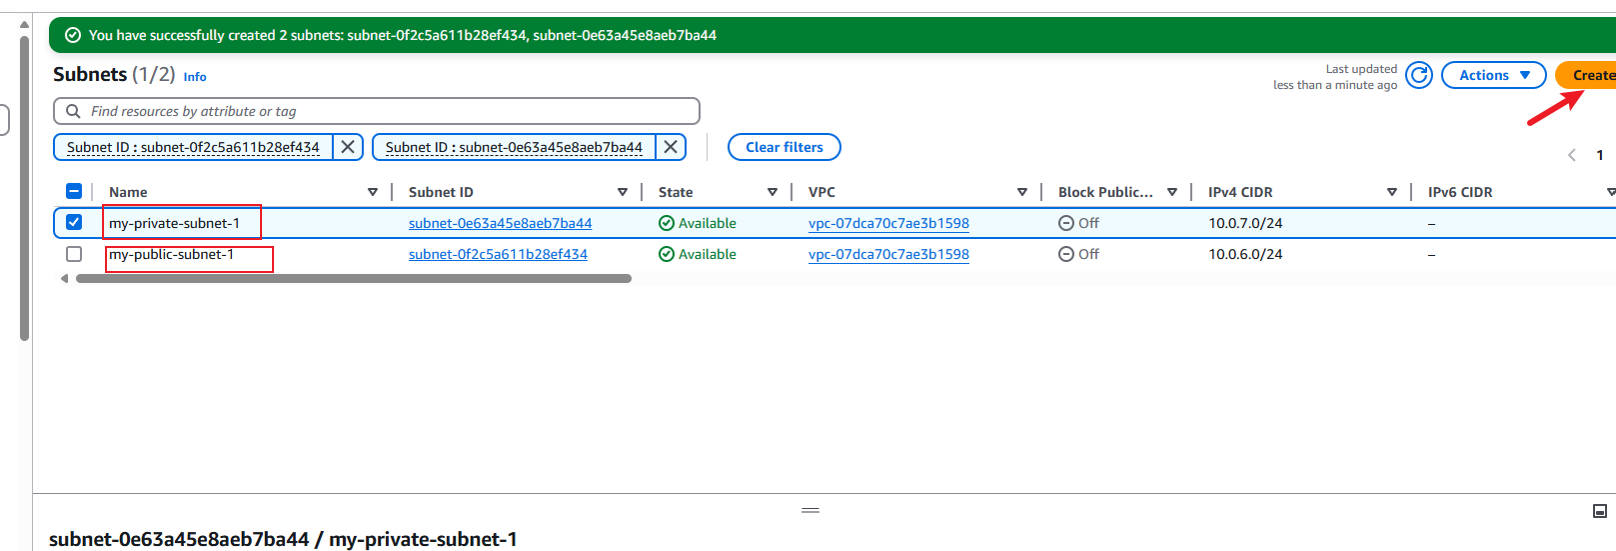 You have successfully created 2 subnets: subnet-0f2c5a611b28ef434, subnet-0e63a45e8aeb7ba44
Subnets (1/2) Info
Last updated
less than a minute ago
Actions
Create
Find resources by attribute or tag
Subnet ID : subnet-0f2c5a611b28ef434
Subnet ID : subnet-0e63a45e8aeb7ba44
Clear filters
1
Name Subnet ID State VPC Block Public... IPv4 CIDR IPv6 CIDR
my-private-subnet-1 subnet-0e63a45e8aeb7ba44 Available vpc-07dca70c7ae3b1598 Off 10.0.7.0/24 –
my-public-subnet-1 subnet-0f2c5a611b28ef434 Available vpc-07dca70c7ae3b1598 Off 10.0.6.0/24 –
subnet-0e63a45e8aeb7ba44 / my-private-subnet-1